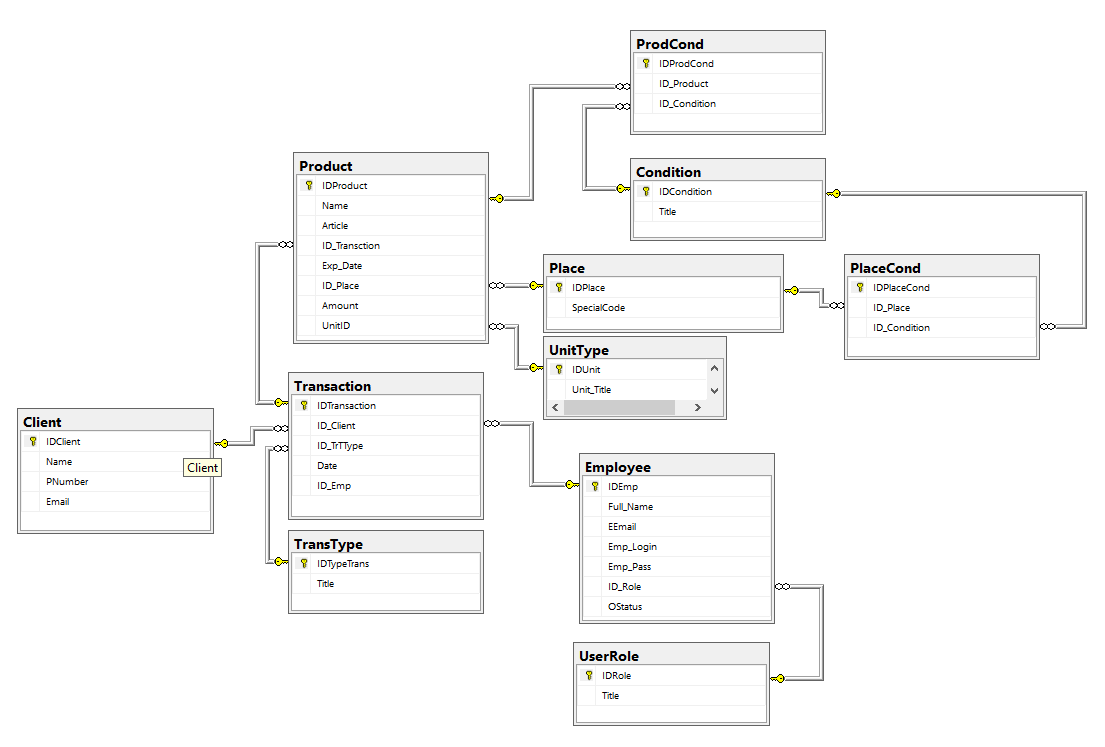 ProdCond
IDProdCond
ID_Product
ID_Condition
Product
IDProduct
Name
Article
ID_Transction
Exp_Date
ID_Place
Amount
UnitID
Condition
IDCondition
Title
Place
IDPlace
SpecialCode
PlaceCond
IDPlaceCond
ID_Place
ID_Condition
UnitType
IDUnit
Unit_Title
Transaction
IDTransaction
ID_Client
ID_TrTType
Date
ID_Emp
Client
IDClient
Name
PNumber
Email
Client
Employee
IDEmp
Full_Name
EEmail
Emp_Login
Emp_Pass
ID_Role
OStatus
TransType
IDTypeTrans
Title
UserRole
IDRole
Title